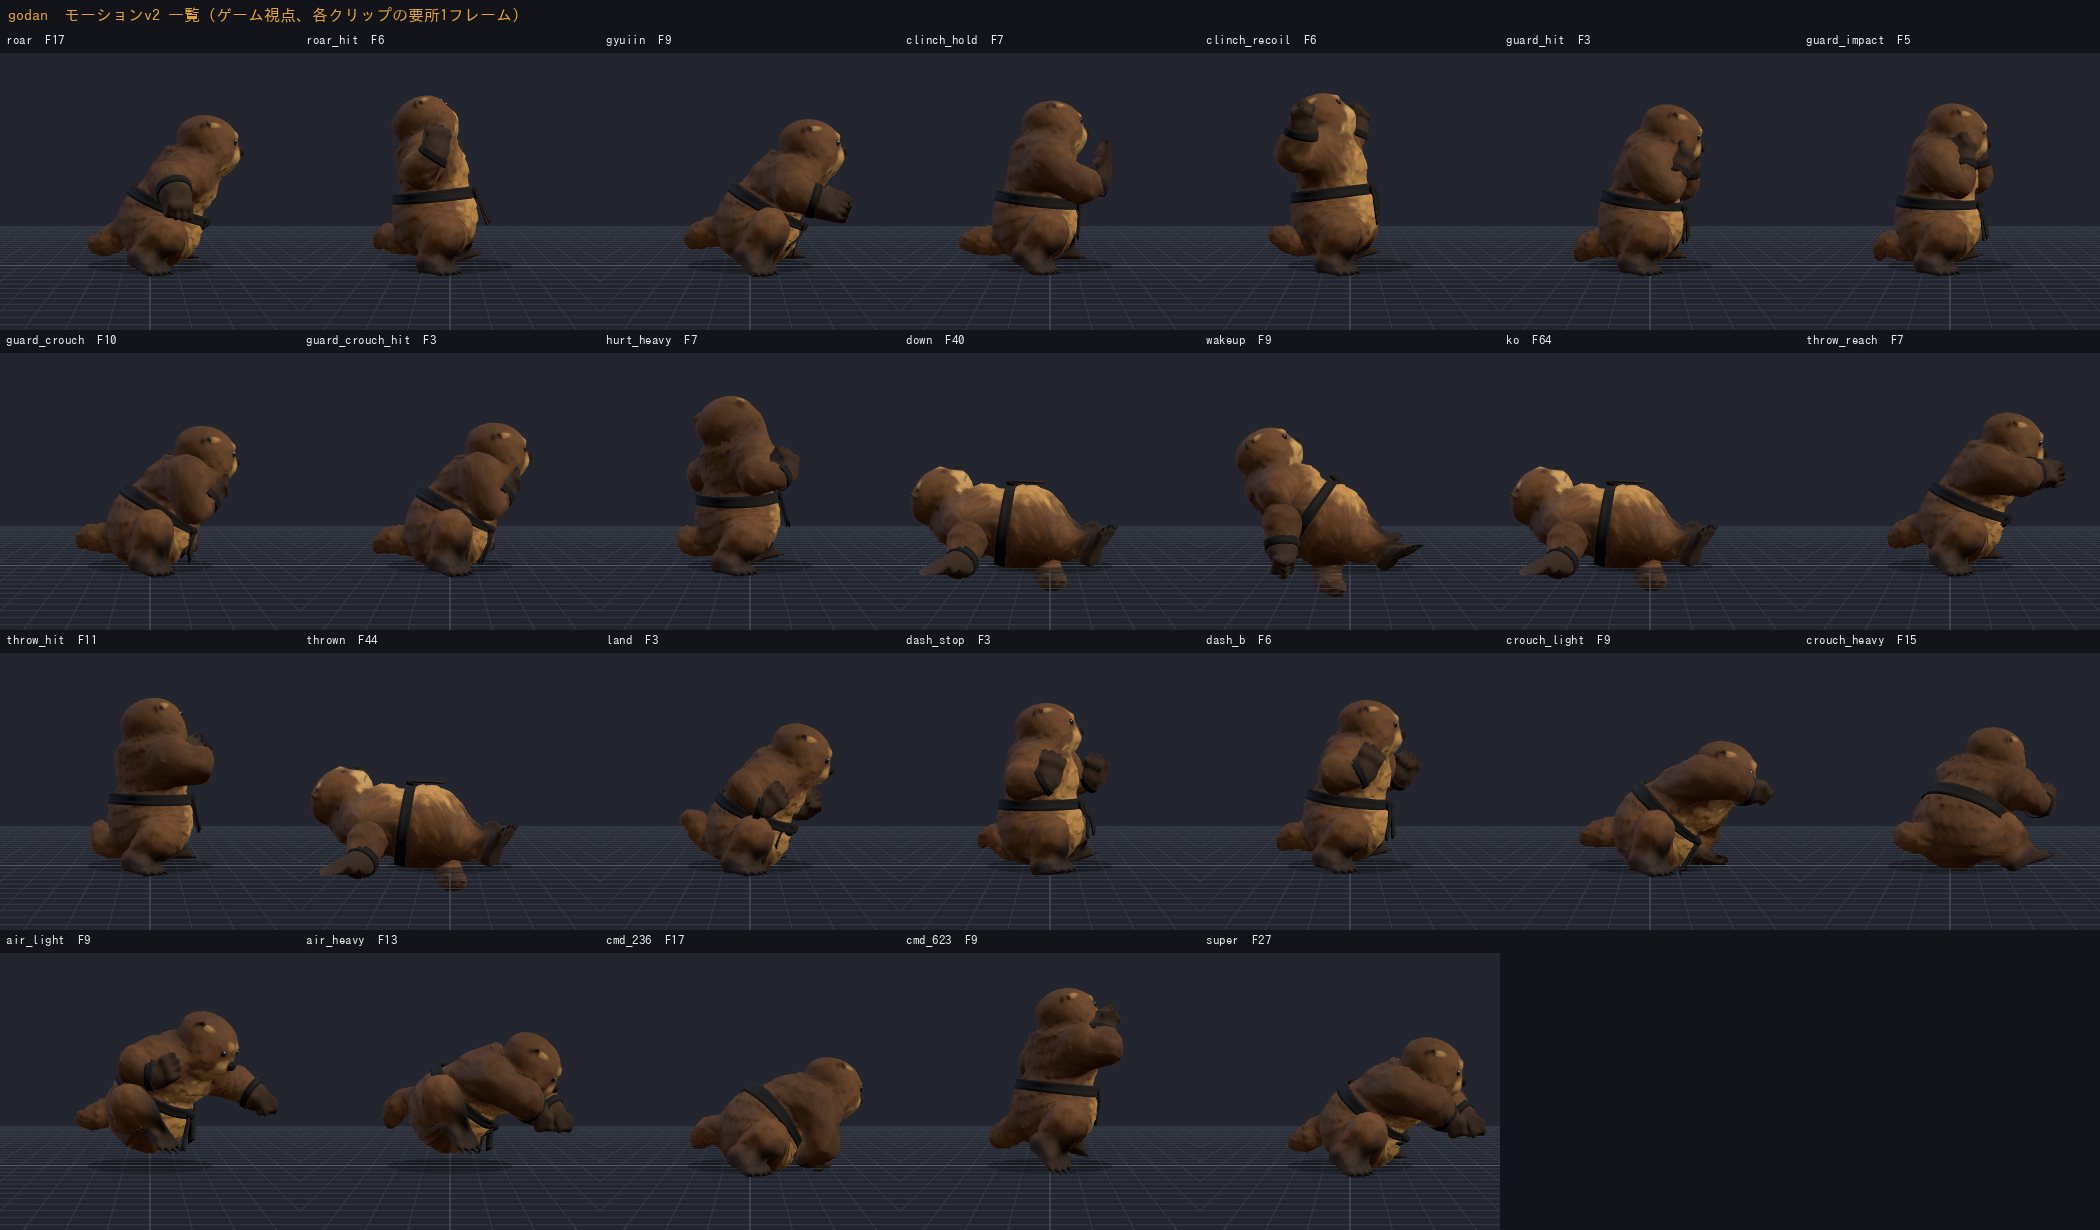 godan モーションv2 一覧（ゲーム視点、各クリップの要所1フレーム）
roar F17 roar_hit F6 gyuiin F9 clinch_hold F7 clinch_recoil F6 guard_hit F3 guard_impact F5
guard_crouch F10 guard_crouch_hit F3 hurt_heavy F7 down F40 wakeup F9 ko F64 throw_reach F7
throw_hit F11 thrown F44 land F3 dash_stop F3 dash_b F6 crouch_light F9 crouch_heavy F15
air_light F9 air_heavy F13 cmd_236 F17 cmd_623 F9 super F27